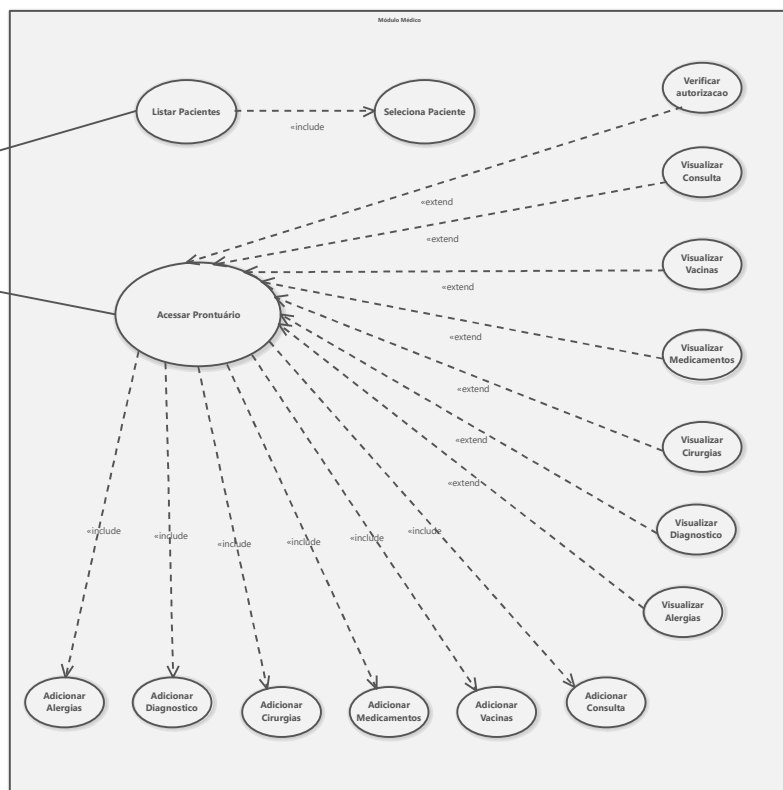 Módulo Médico
Verificar
autorizacao
Listar Pacientes
Seleciona Paciente
«include
Visualizar
Consulta
«extend
«extend
Visualizar
Vacinas
«extend
Acessar Prontuário
«extend
Visualizar
Medicamentos
«extend
«extend
Visualizar
Cirurgias
«extend
Visualizar
Diagnostico
«include
«include
«include
«include
«include
«include
Visualizar
Alergias
Adicionar
Alergias
Adicionar
Diagnostico
Adicionar
Cirurgias
Adicionar
Medicamentos
Adicionar
Vacinas
Adicionar
Consulta